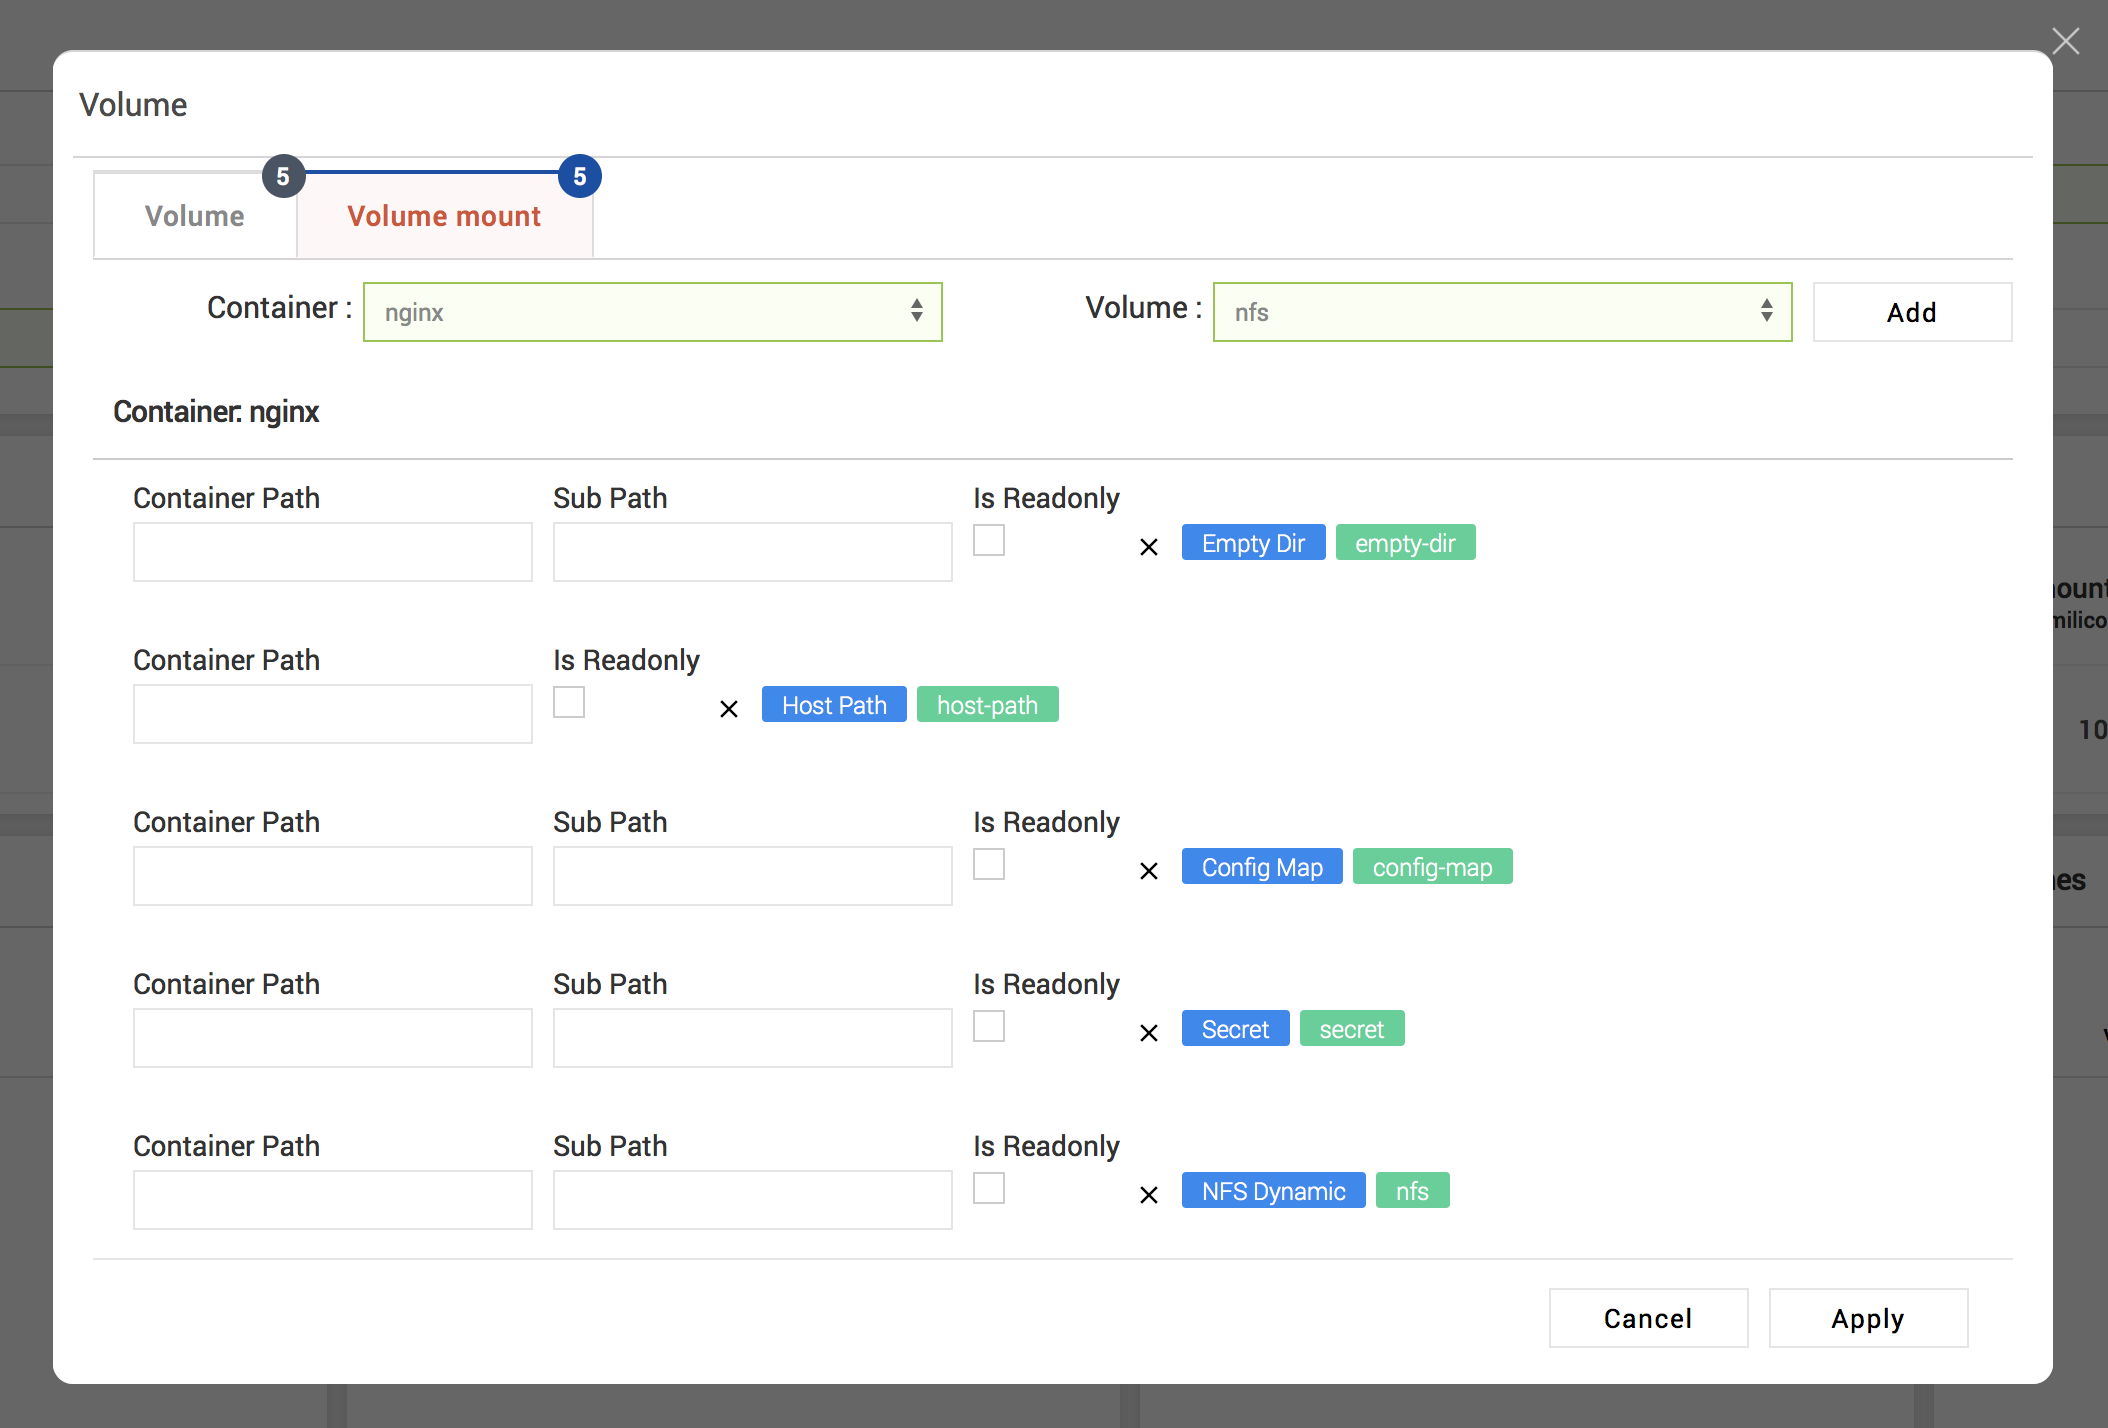 Volume
Volume 5 Volume mount 5
Container : nginx Volume : nfs Add
Container: nginx
Container Path Sub Path Is Readonly
Empty Dir empty-dir
Container Path Is Readonly
Host Path host-path
Container Path Sub Path Is Readonly
Config Map config-map
Container Path Sub Path Is Readonly
Secret secret
Container Path Sub Path Is Readonly
NFS Dynamic nfs
Cancel Apply
10